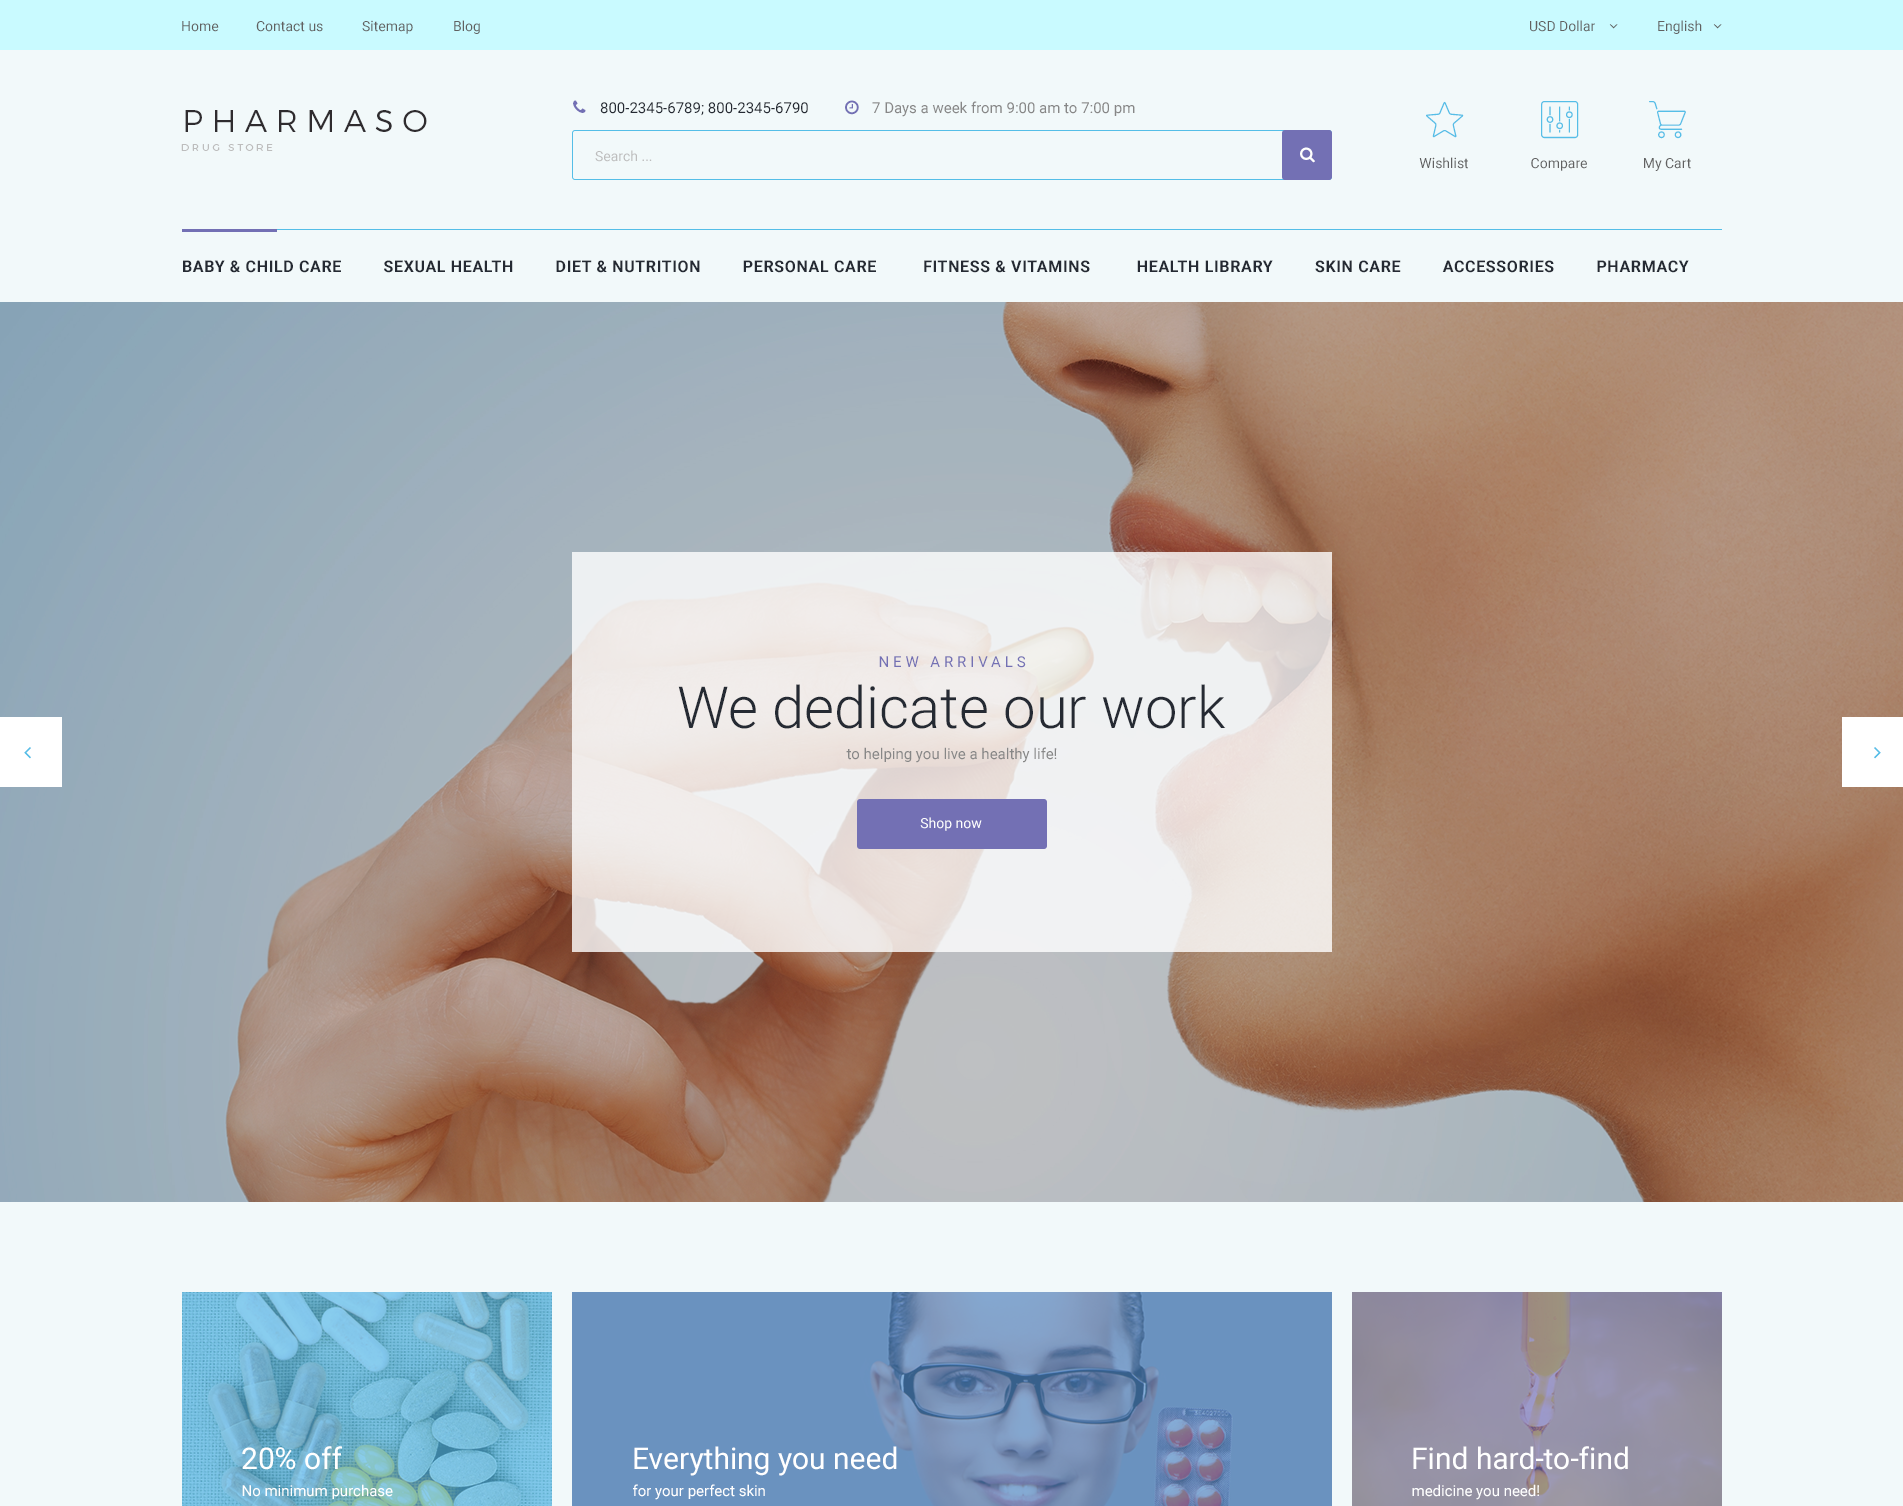 Home Contact us Sitemap Blog USD Dollar English
PHARMASO
DRUG STORE
800-2345-6789; 800-2345-6790 7 Days a week from 9:00 am to 7:00 pm
Search ...
Wishlist Compare My Cart
BABY & CHILD CARE SEXUAL HEALTH DIET & NUTRITION PERSONAL CARE FITNESS & VITAMINS HEALTH LIBRARY SKIN CARE ACCESSORIES PHARMACY
NEW ARRIVALS
We dedicate our work
to helping you live a healthy life!
Shop now
20% off
No minimum purchase
Everything you need
for your perfect skin
Find hard-to-find
medicine you need!